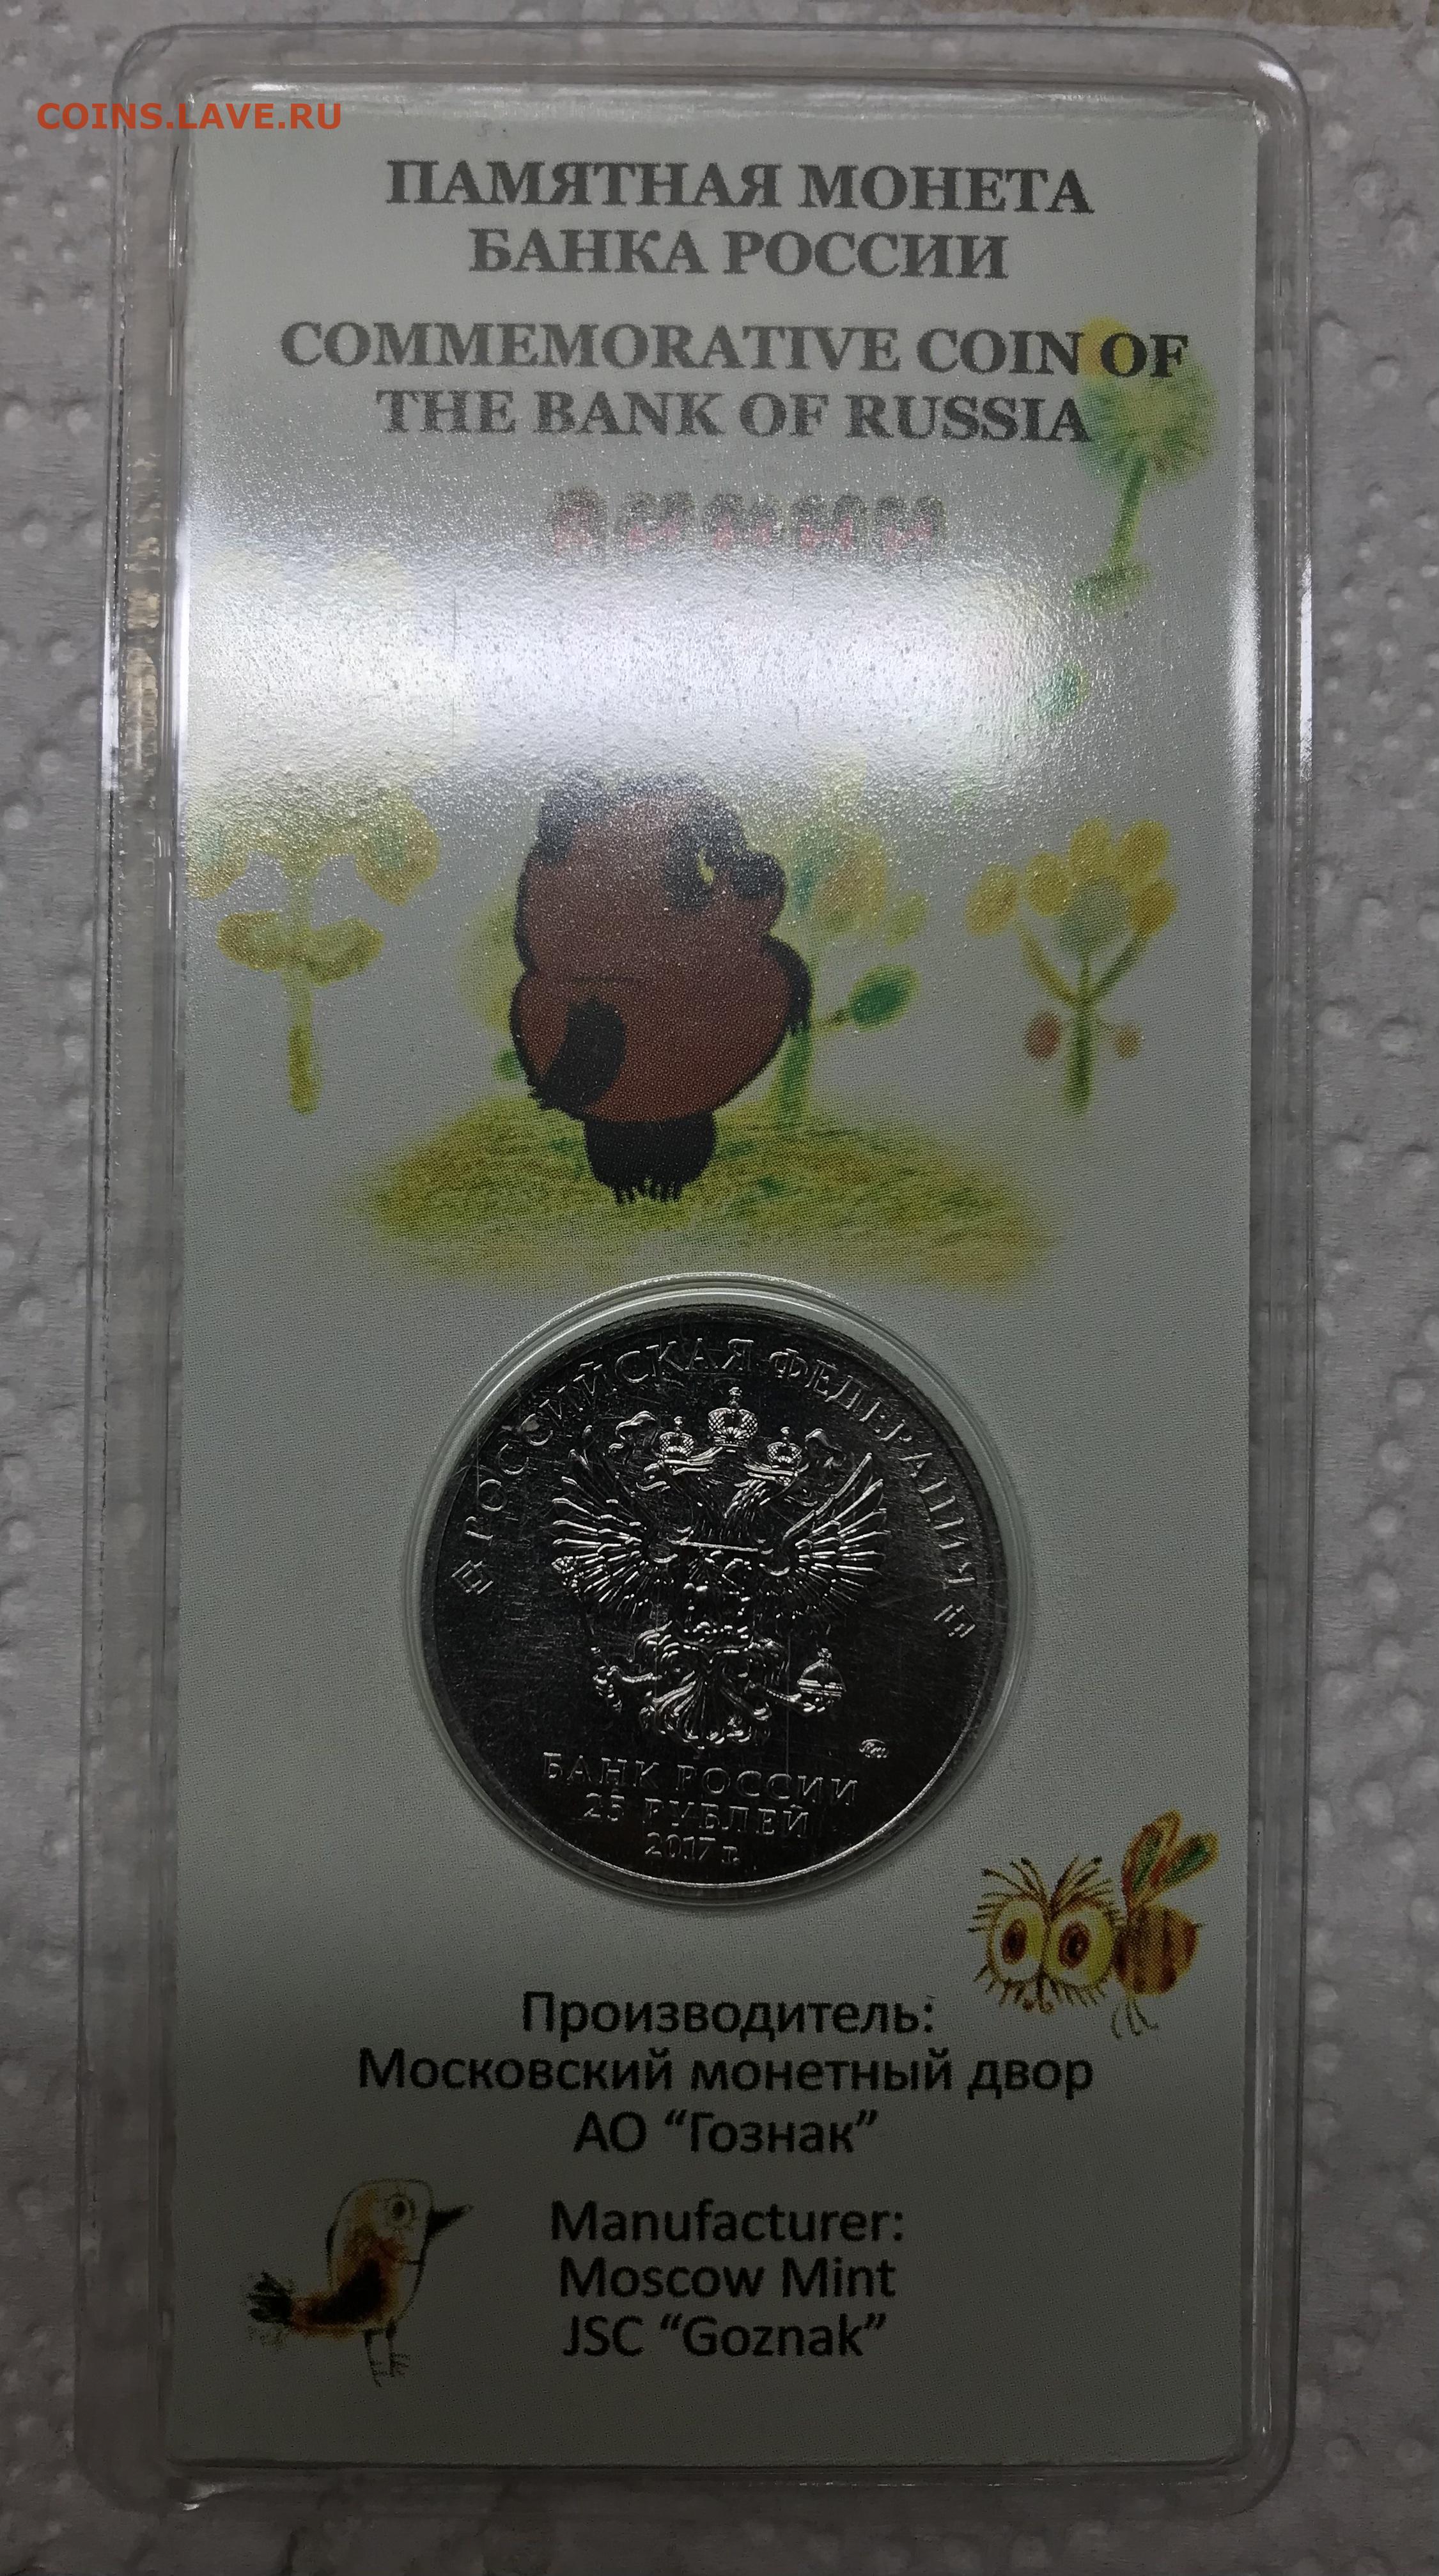 COINS.LAVE.RU
ПАМЯТНАЯ МОНЕТА
БАНКА РОССИИ
COMMEMORATIVE COIN OF
THE BANK OF RUSSIA
РОССИЙСКАЯ ФЕДЕРАЦИЯ
БАНК РОССИИ
25 РУБЛЕЙ
2017 г.
Производитель:
Московский монетный двор
АО “Гознак”
Manufacturer:
Moscow Mint
JSC “Goznak”